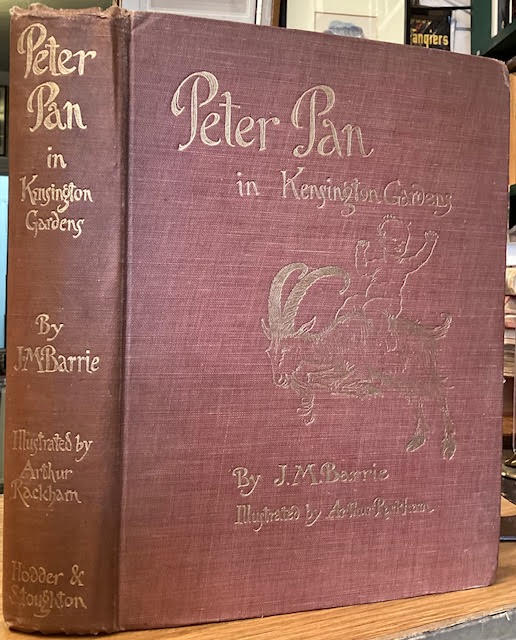 Peter
Pan
in
Kensington
Gardens
By
J.M.Barrie
Illustrated by
Arthur
Rackham
Hodder &
Stoughton
Peter Pan
in Kensington Gardens
By J.M.Barrie
Illustrated by Arthur Rackham
angiers